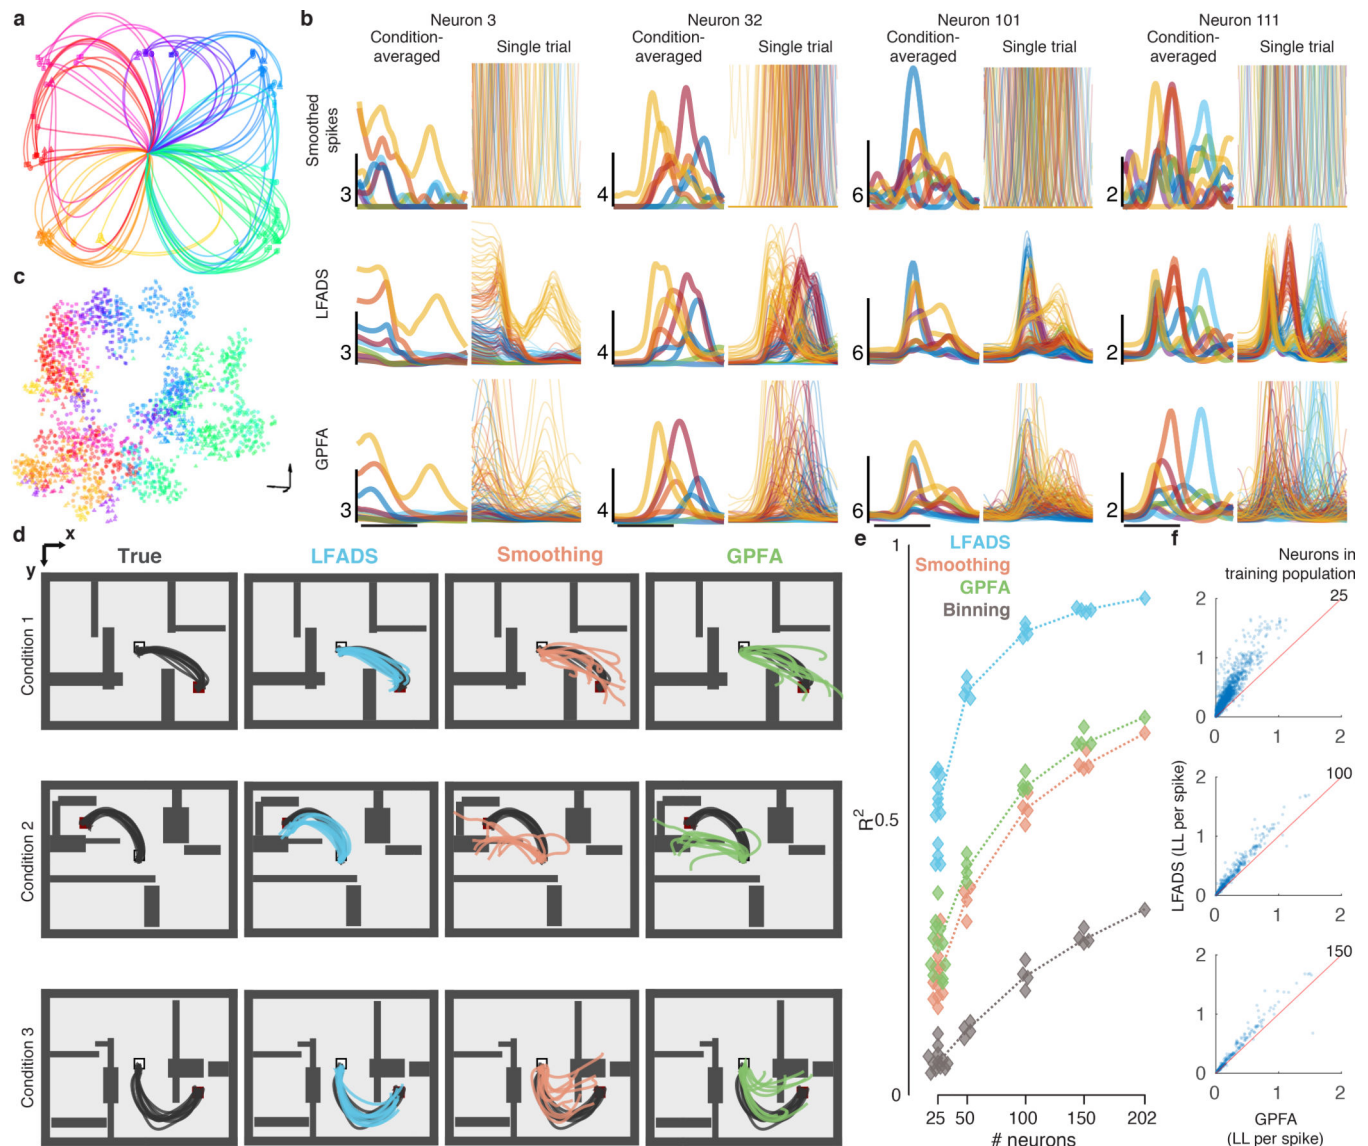 a
b
Neuron 3
Neuron 32
Neuron 101
Neuron 111
Condition-
averaged
Single trial
Condition-
averaged
Single trial
Condition-
averaged
Single trial
Condition-
averaged
Single trial
Smoothed
spikes
3
4
6
2
LFADS
3
4
6
2
GPFA
3
4
6
2
c
d
x
y
True
LFADS
Smoothing
GPFA
Condition 1
Condition 2
Condition 3
e
LFADS
Smoothing
GPFA
Binning
1
0.5
0
R²
25
50
100
150
202
# neurons
f
Neurons in
training population
25
2
1
0
0
1
2
100
2
1
0
0
1
2
150
2
1
0
0
1
2
LFADS (LL per spike)
GPFA
(LL per spike)